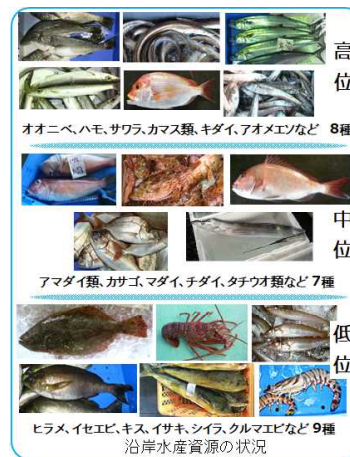 高位
オオニベ、ハモ、サワラ、カマス類、キダイ、アオメエソなど 8種
中位
アマダイ類、カサゴ、マダイ、チダイ、タチウオ類など 7種
低位
ヒラメ、イセエビ、キス、イサキ、シイラ、クルマエビなど 9種
沿岸水産資源の状況